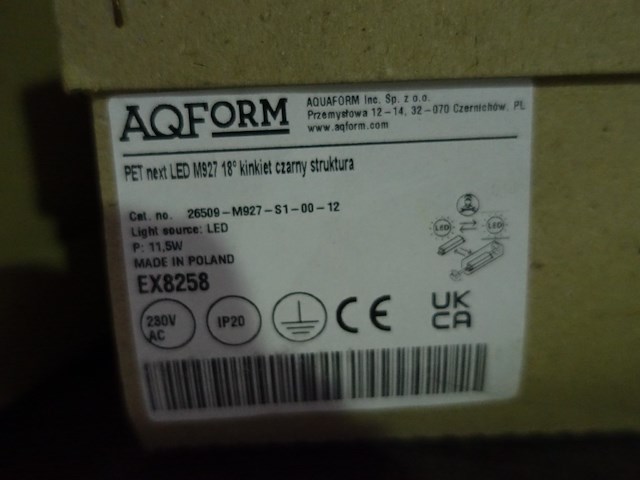 AQFORM
AQUAFORM Inc. Sp. z o.o.
Przemysłowa 12-14, 32-070 Czernichów, PL
www.aqform.com
PET next LED M927 18° kinkiet czarny struktura
Cat. no. 26509-M927-S1-00-12
Light source: LED
P: 11,5W
MADE IN POLAND
EX8258
LED LED
230V
AC
IP20
CE
UK
CA